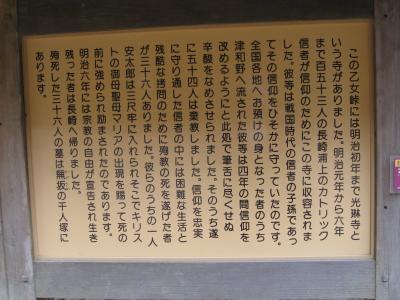 この乙女峠には明治初年まで光琳寺と
いう寺がありました。明治元年から六年
まで百五十三人の長崎浦上のカトリック
信者が信仰のためにこの寺に収容されま
した。彼等は戦国時代の信者の子孫であっ
てその信仰をひそかに守っていたのです。
全国各地へお預けの身となった者のうち
津和野へ流された彼等は四年の間信仰を
改めるようにと此処で筆舌に尽くせぬ
辛酸をなめさせられました。そのうち遂
に五十四人は棄教しました。信仰を忠実
に守り通した信者の中には困難な生活と
残酷な拷問のために殉教の死を遂げた者
が三十六人ありました。彼らのうちの一人
安太郎は三尺牢に入れられそこでキリス
トの御母聖母マリアの出現を賜って死の
前に強められ励まされたのであります。
明治六年には宗教の自由が宣告され生き
残った者は長崎へ帰りました。
殉死した三十六人の墓は無坂の千人塚に
あります。